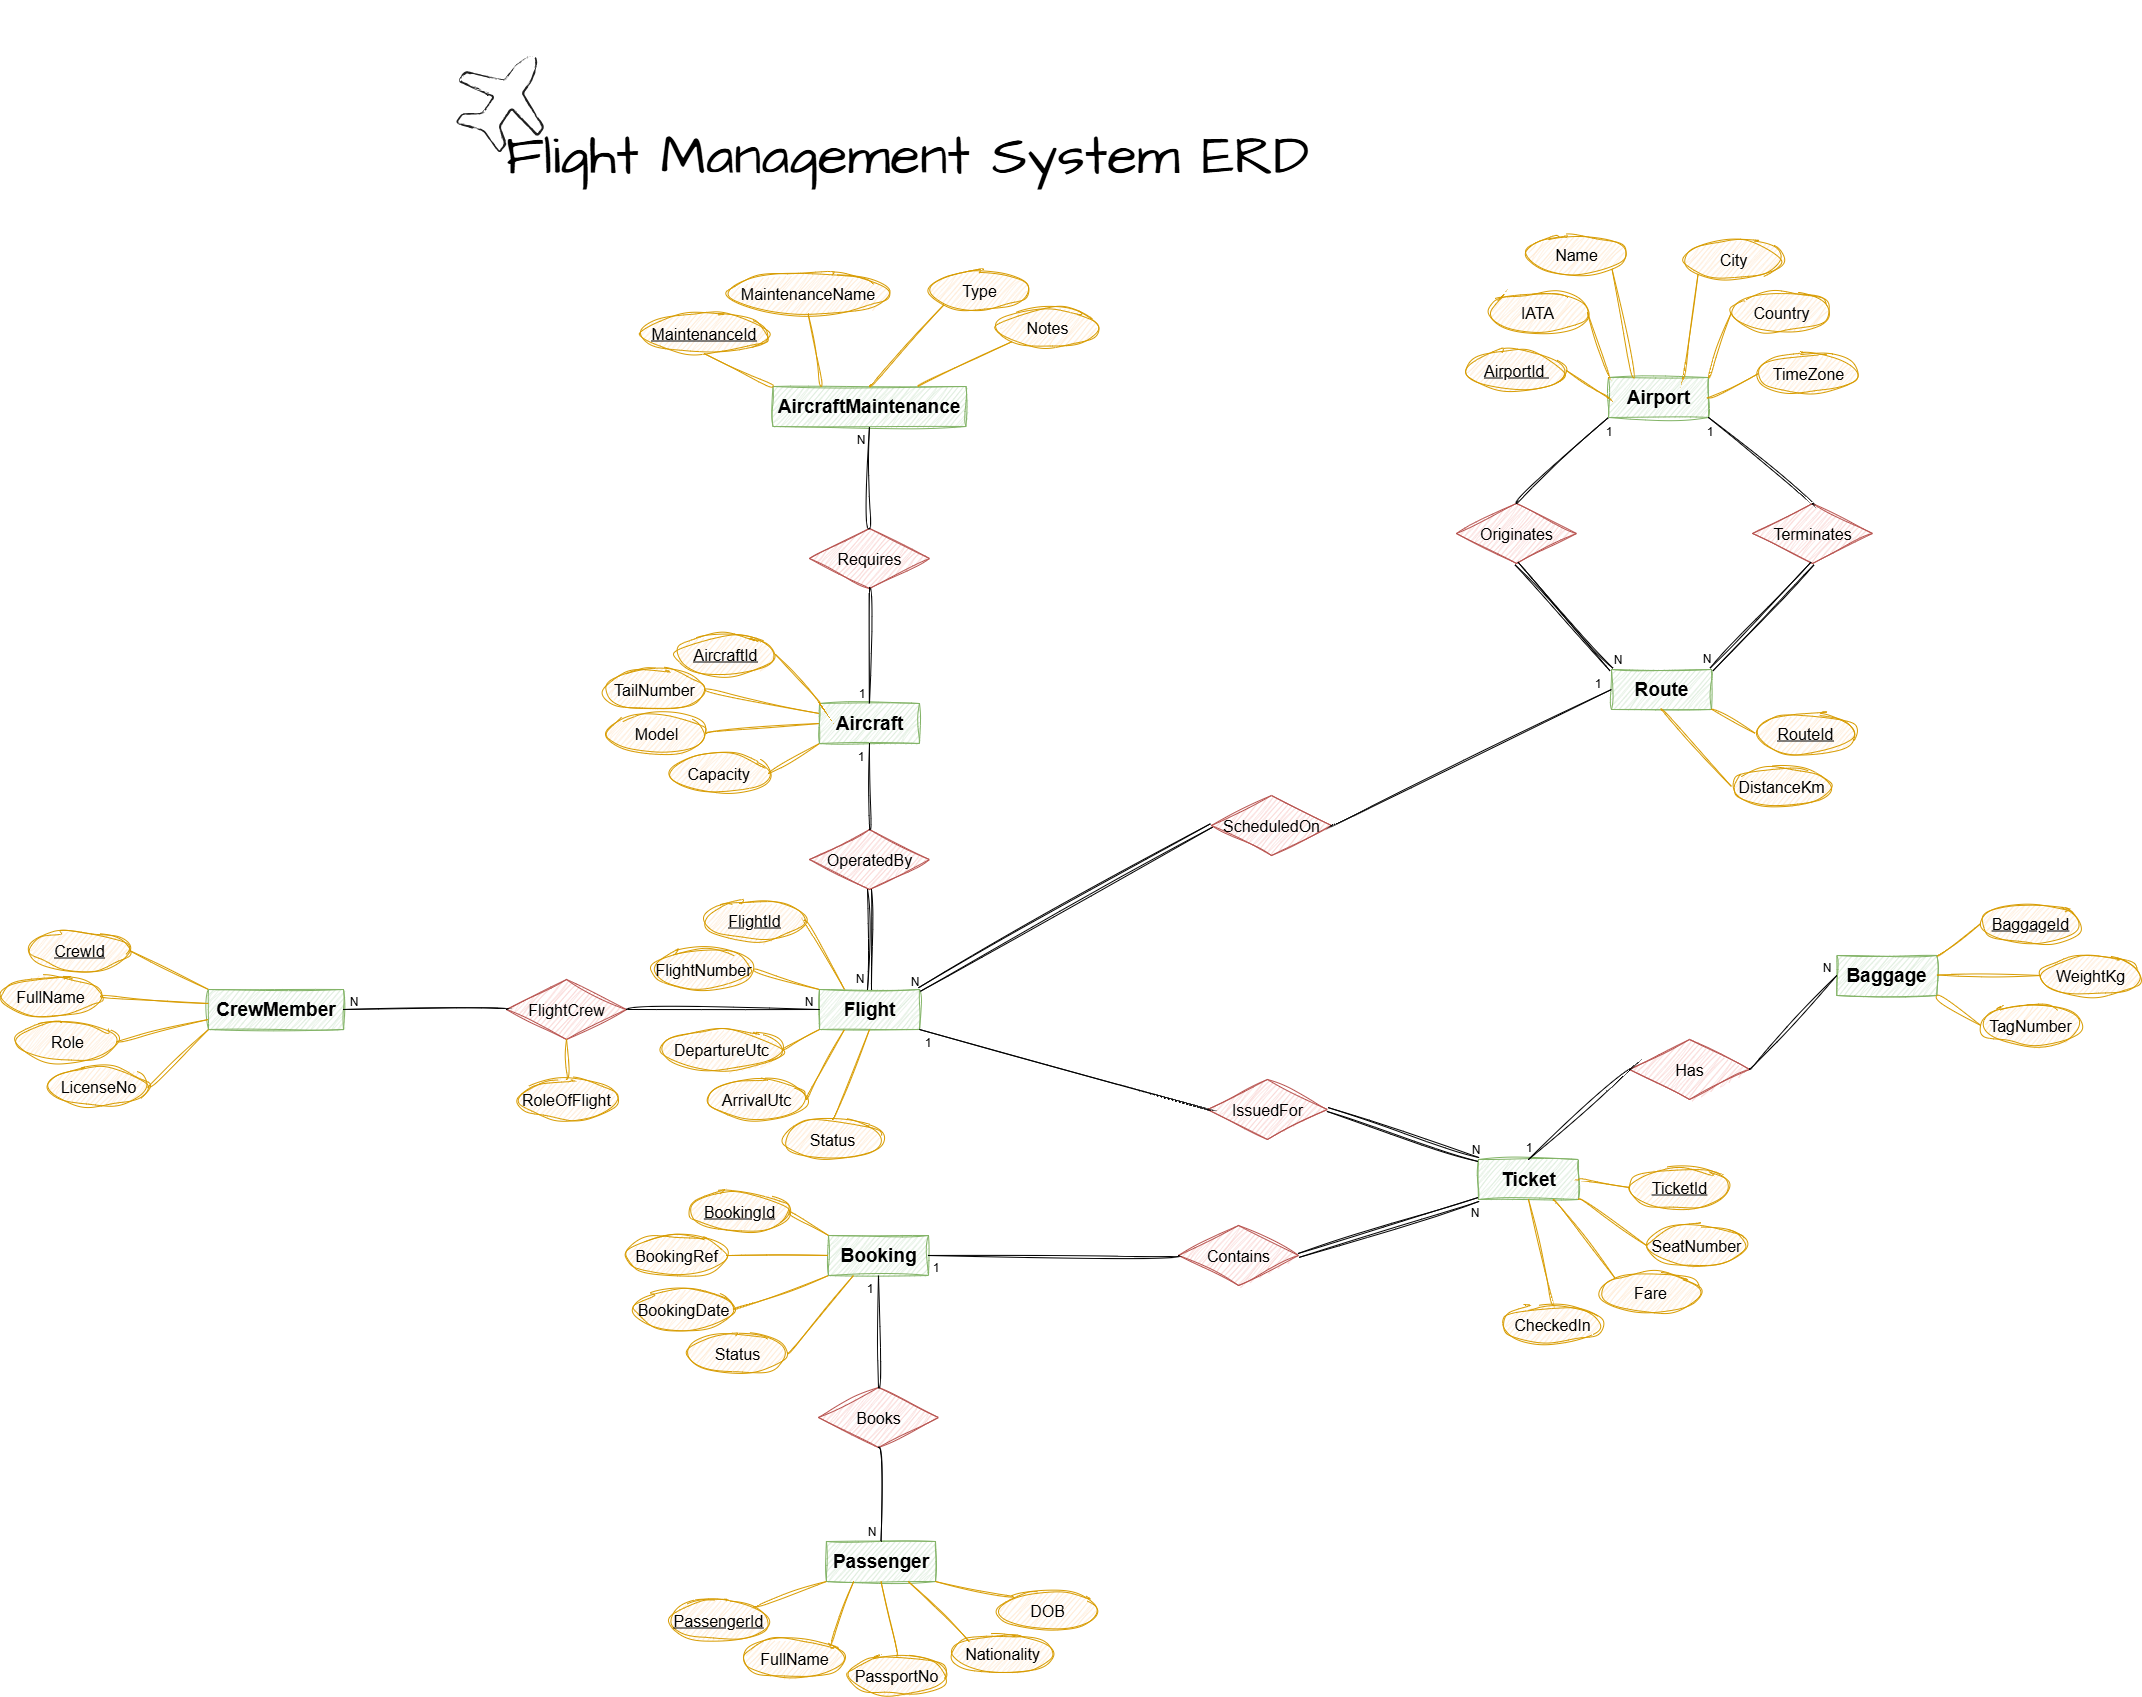 Flight Management System ERD
MaintenanceId
MaintenanceName
Type
Notes
AircraftMaintenance
N
Requires
1
AircraftId
TailNumber
Model
Capacity
Aircraft
1
OperatedBy
N
Name
City
IATA
Country
AirportId
TimeZone
Airport
1
1
Originates
Terminates
N
N
1
Route
RouteId
DistanceKm
ScheduledOn
N
FlightId
FlightNumber
Flight
DepartureUtc
ArrivalUtc
Status
N
1
CrewId
FullName
Role
LicenseNo
CrewMember
N
FlightCrew
RoleOfFlight
IssuedFor
N
BaggageId
WeightKg
TagNumber
Baggage
N
Has
1
Ticket
N
TicketId
SeatNumber
Fare
CheckedIn
BookingId
BookingRef
BookingDate
Status
Booking
1
1
Contains
Books
N
Passenger
PassengerId
FullName
PassportNo
Nationality
DOB